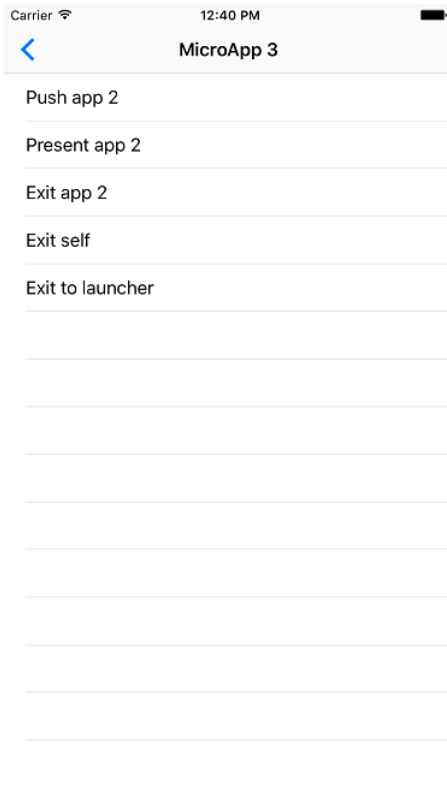 Carrier 12:40 PM
MicroApp 3
Push app 2
Present app 2
Exit app 2
Exit self
Exit to launcher